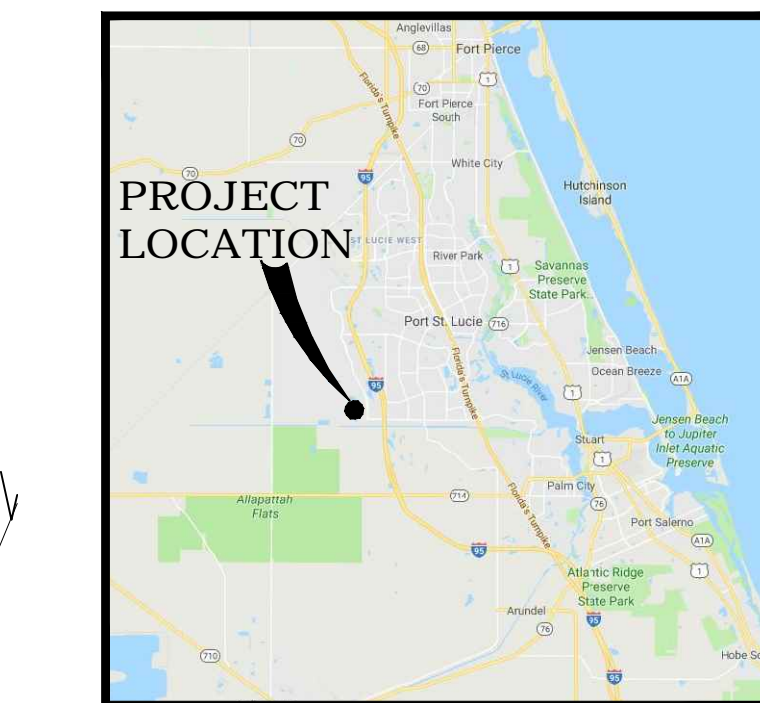 Anglevillas
68
Fort Pierce
1
Florida's Turnpike
70
Fort Pierce
South
70
White City
70
95
Hutchinson
Island
PROJECT
LOCATION
ST LUCIE WEST
River Park
1
Savannas
Preserve
State Park...
Port St. Lucie
716
Jensen Beach
Ocean Breeze
Florida's Turnpike
St Lucie River
95
A1A
1
Jensen Beach
to Jupiter
Inlet Aquatic
Preserve
Stuart
1
Palm City
Allapattah
Flats
714
Florida's Turnpike
76
Port Salerno
A1A
95
1
Atlantic Ridge
Preserve
State Park
Arundel
76
95
710
Hobe So
95